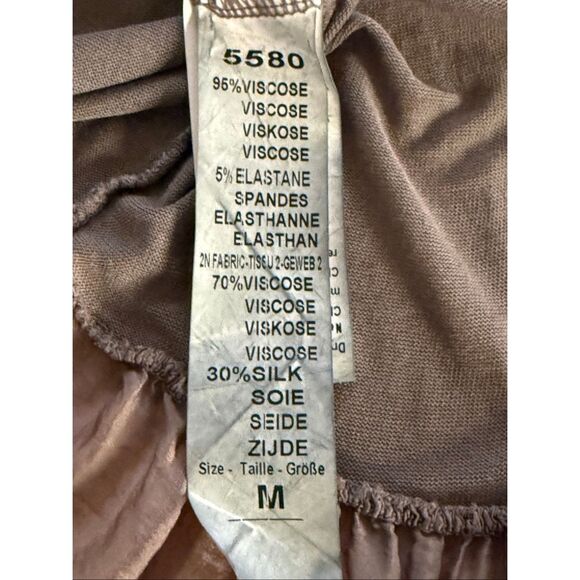 5580
95%VISCOSE
VISCOSE
VISKOSE
VISCOSE
5% ELASTANE
SPANDES
ELASTHANNE
ELASTHAN
2N FABRIC-TISSU 2-GEWEB 2
70%VISCOSE
VISCOSE
VISKOSE
VISCOSE
30%SILK
SOIE
SEIDE
ZIJDE
Size - Taille - Größe
M